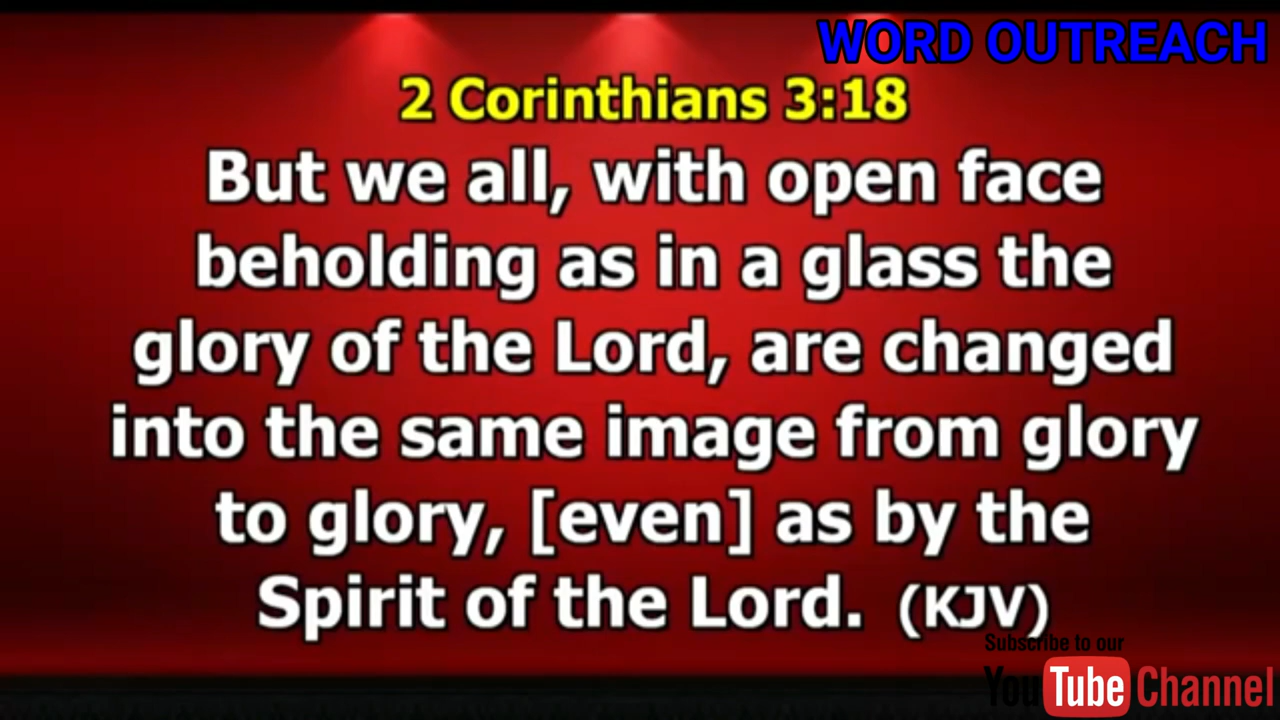 WORD OUTREACH
2 Corinthians 3:18
But we all, with open face
beholding as in a glass the
glory of the Lord, are changed
into the same image from glory
to glory, [even] as by the
Spirit of the Lord. (KJV)
Subscribe to our
YouTube Channel